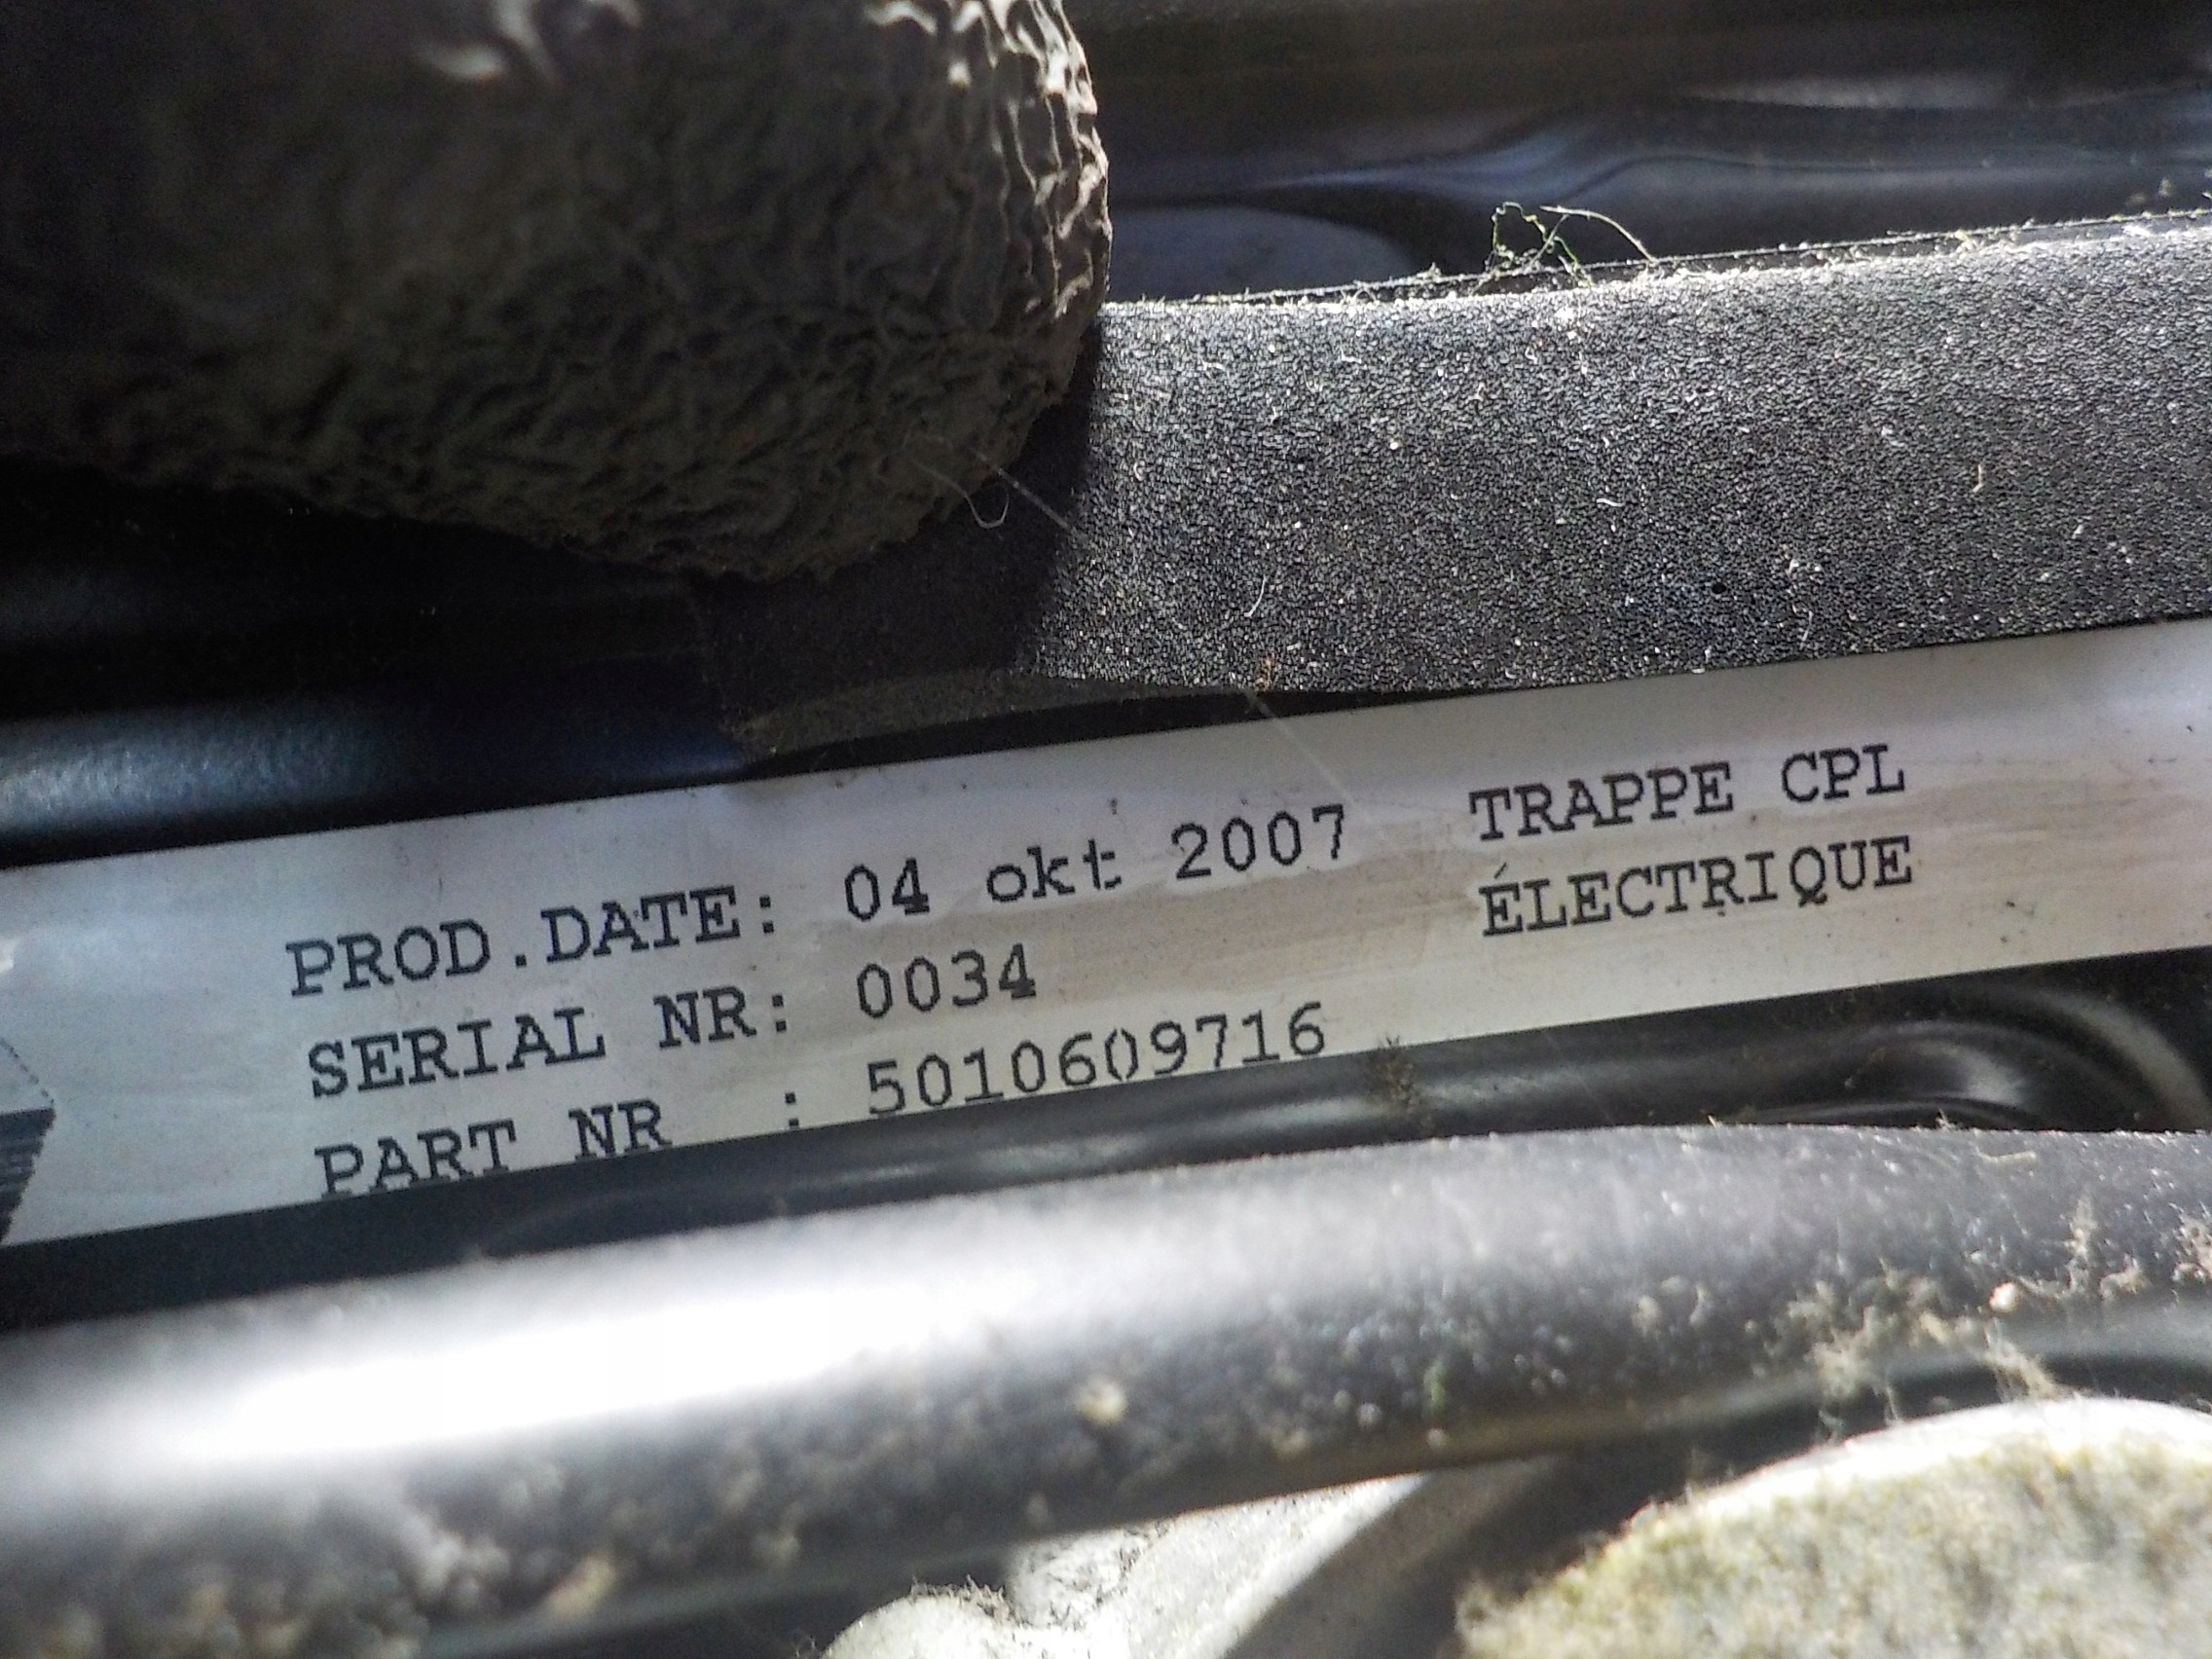 PROD.DATE: 04 okt 2007
SERIAL NR: 0034
PART NR : 5010609716
TRAPPE CPL
ÉLECTRIQUE